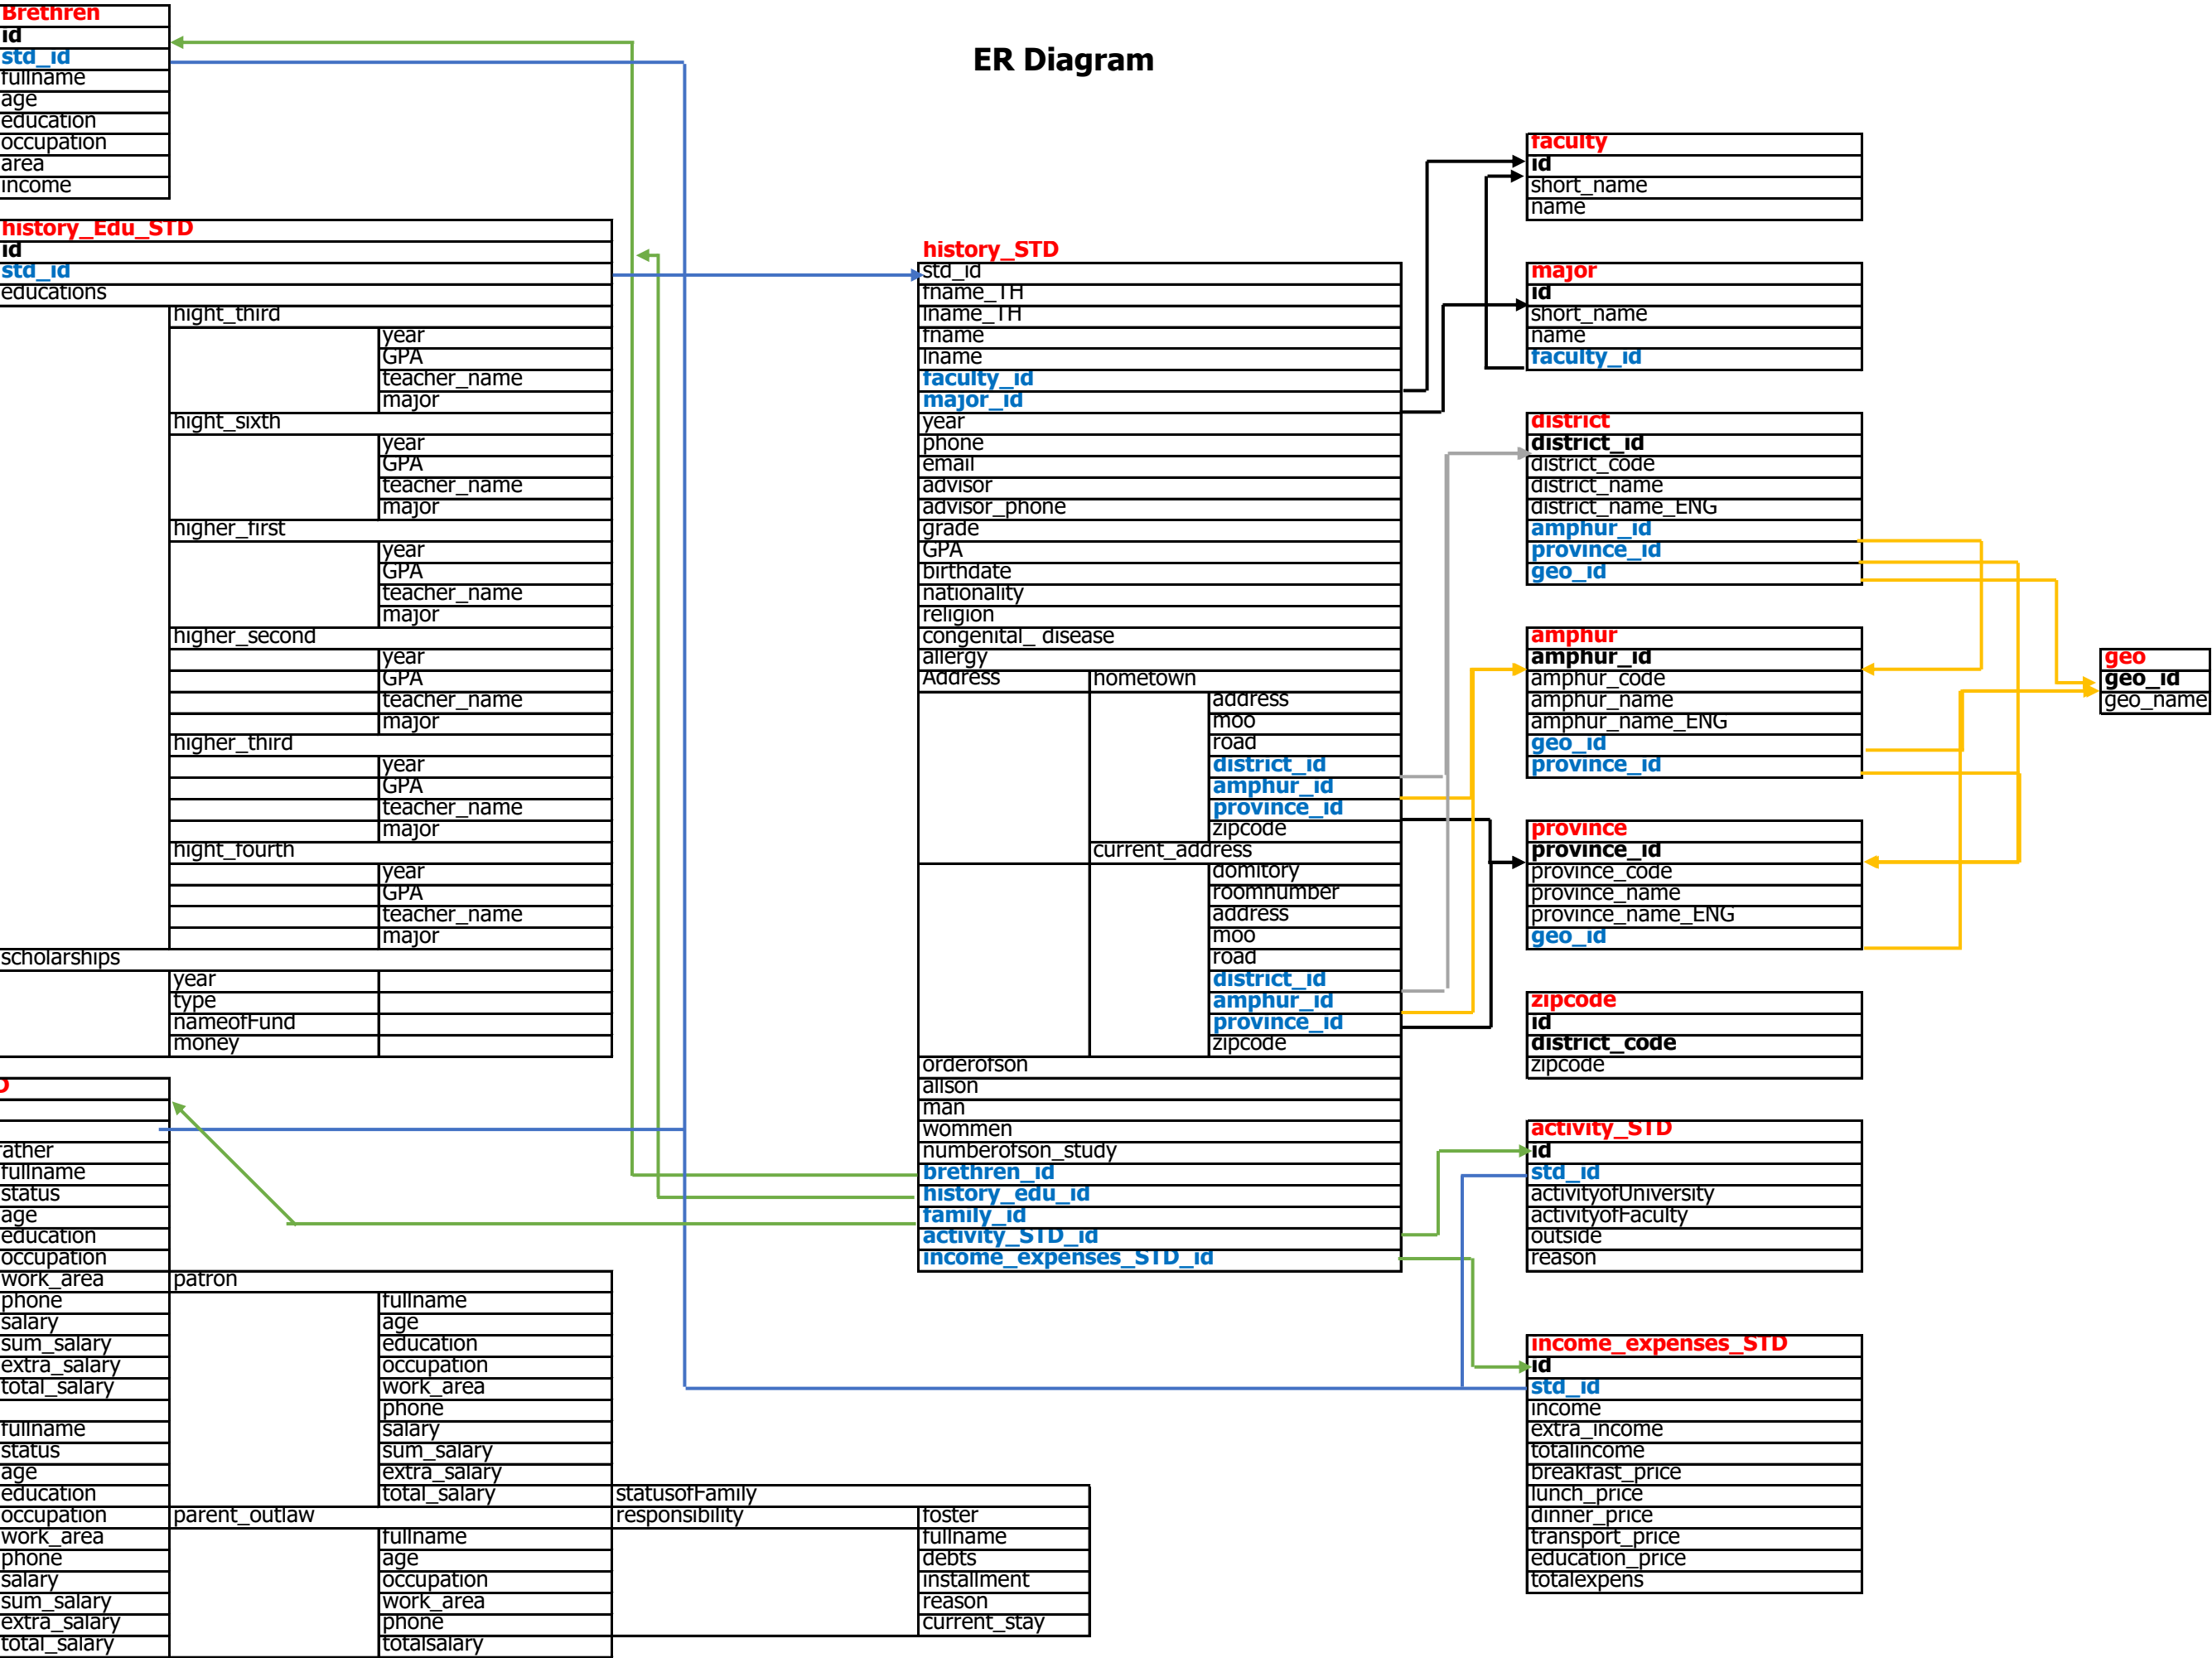 ER Diagram
Brethren
id
std_id
fullname
age
education
occupation
area
income
history_Edu_STD
id
std_id
educations
hight_third
year
GPA
teacher_name
major
hight_sixth
year
GPA
teacher_name
major
higher_first
year
GPA
teacher_name
major
higher_second
year
GPA
teacher_name
major
higher_third
year
GPA
teacher_name
major
hight_fourth
year
GPA
teacher_name
major
scholarships
year
type
nameofFund
money
D
father
fullname
status
age
education
occupation
work_area
phone
salary
sum_salary
extra_salary
total_salary
fullname
status
age
education
occupation
work_area
phone
salary
sum_salary
extra_salary
total_salary
patron
fullname
age
education
occupation
work_area
phone
salary
sum_salary
extra_salary
total_salary
parent_outlaw
fullname
age
occupation
work_area
phone
totalsalary
statusofFamily
responsibility
foster
fullname
debts
installment
reason
current_stay
history_STD
std_id
fname_TH
lname_TH
fname
lname
faculty_id
major_id
year
phone
email
advisor
advisor_phone
grade
GPA
birthdate
nationality
religion
congenital_ disease
allergy
Address hometown
address
moo
road
district_id
amphur_id
province_id
zipcode
current_address
domitory
roomnumber
address
moo
road
district_id
amphur_id
province_id
zipcode
orderofson
allson
man
wommen
numberofson_study
brethren_id
history_edu_id
family_id
activity_STD_id
income_expenses_STD_id
faculty
id
short_name
name
major
id
short_name
name
faculty_id
district
district_id
district_code
district_name
district_name_ENG
amphur_id
province_id
geo_id
amphur
amphur_id
amphur_code
amphur_name
amphur_name_ENG
geo_id
province_id
province
province_id
province_code
province_name
province_name_ENG
geo_id
zipcode
id
district_code
zipcode
activity_STD
id
std_id
activityofUniversity
activityofFaculty
outside
reason
income_expenses_STD
id
std_id
income
extra_income
totalincome
breakfast_price
lunch_price
dinner_price
transport_price
education_price
totalexpens
geo
geo_id
geo_name